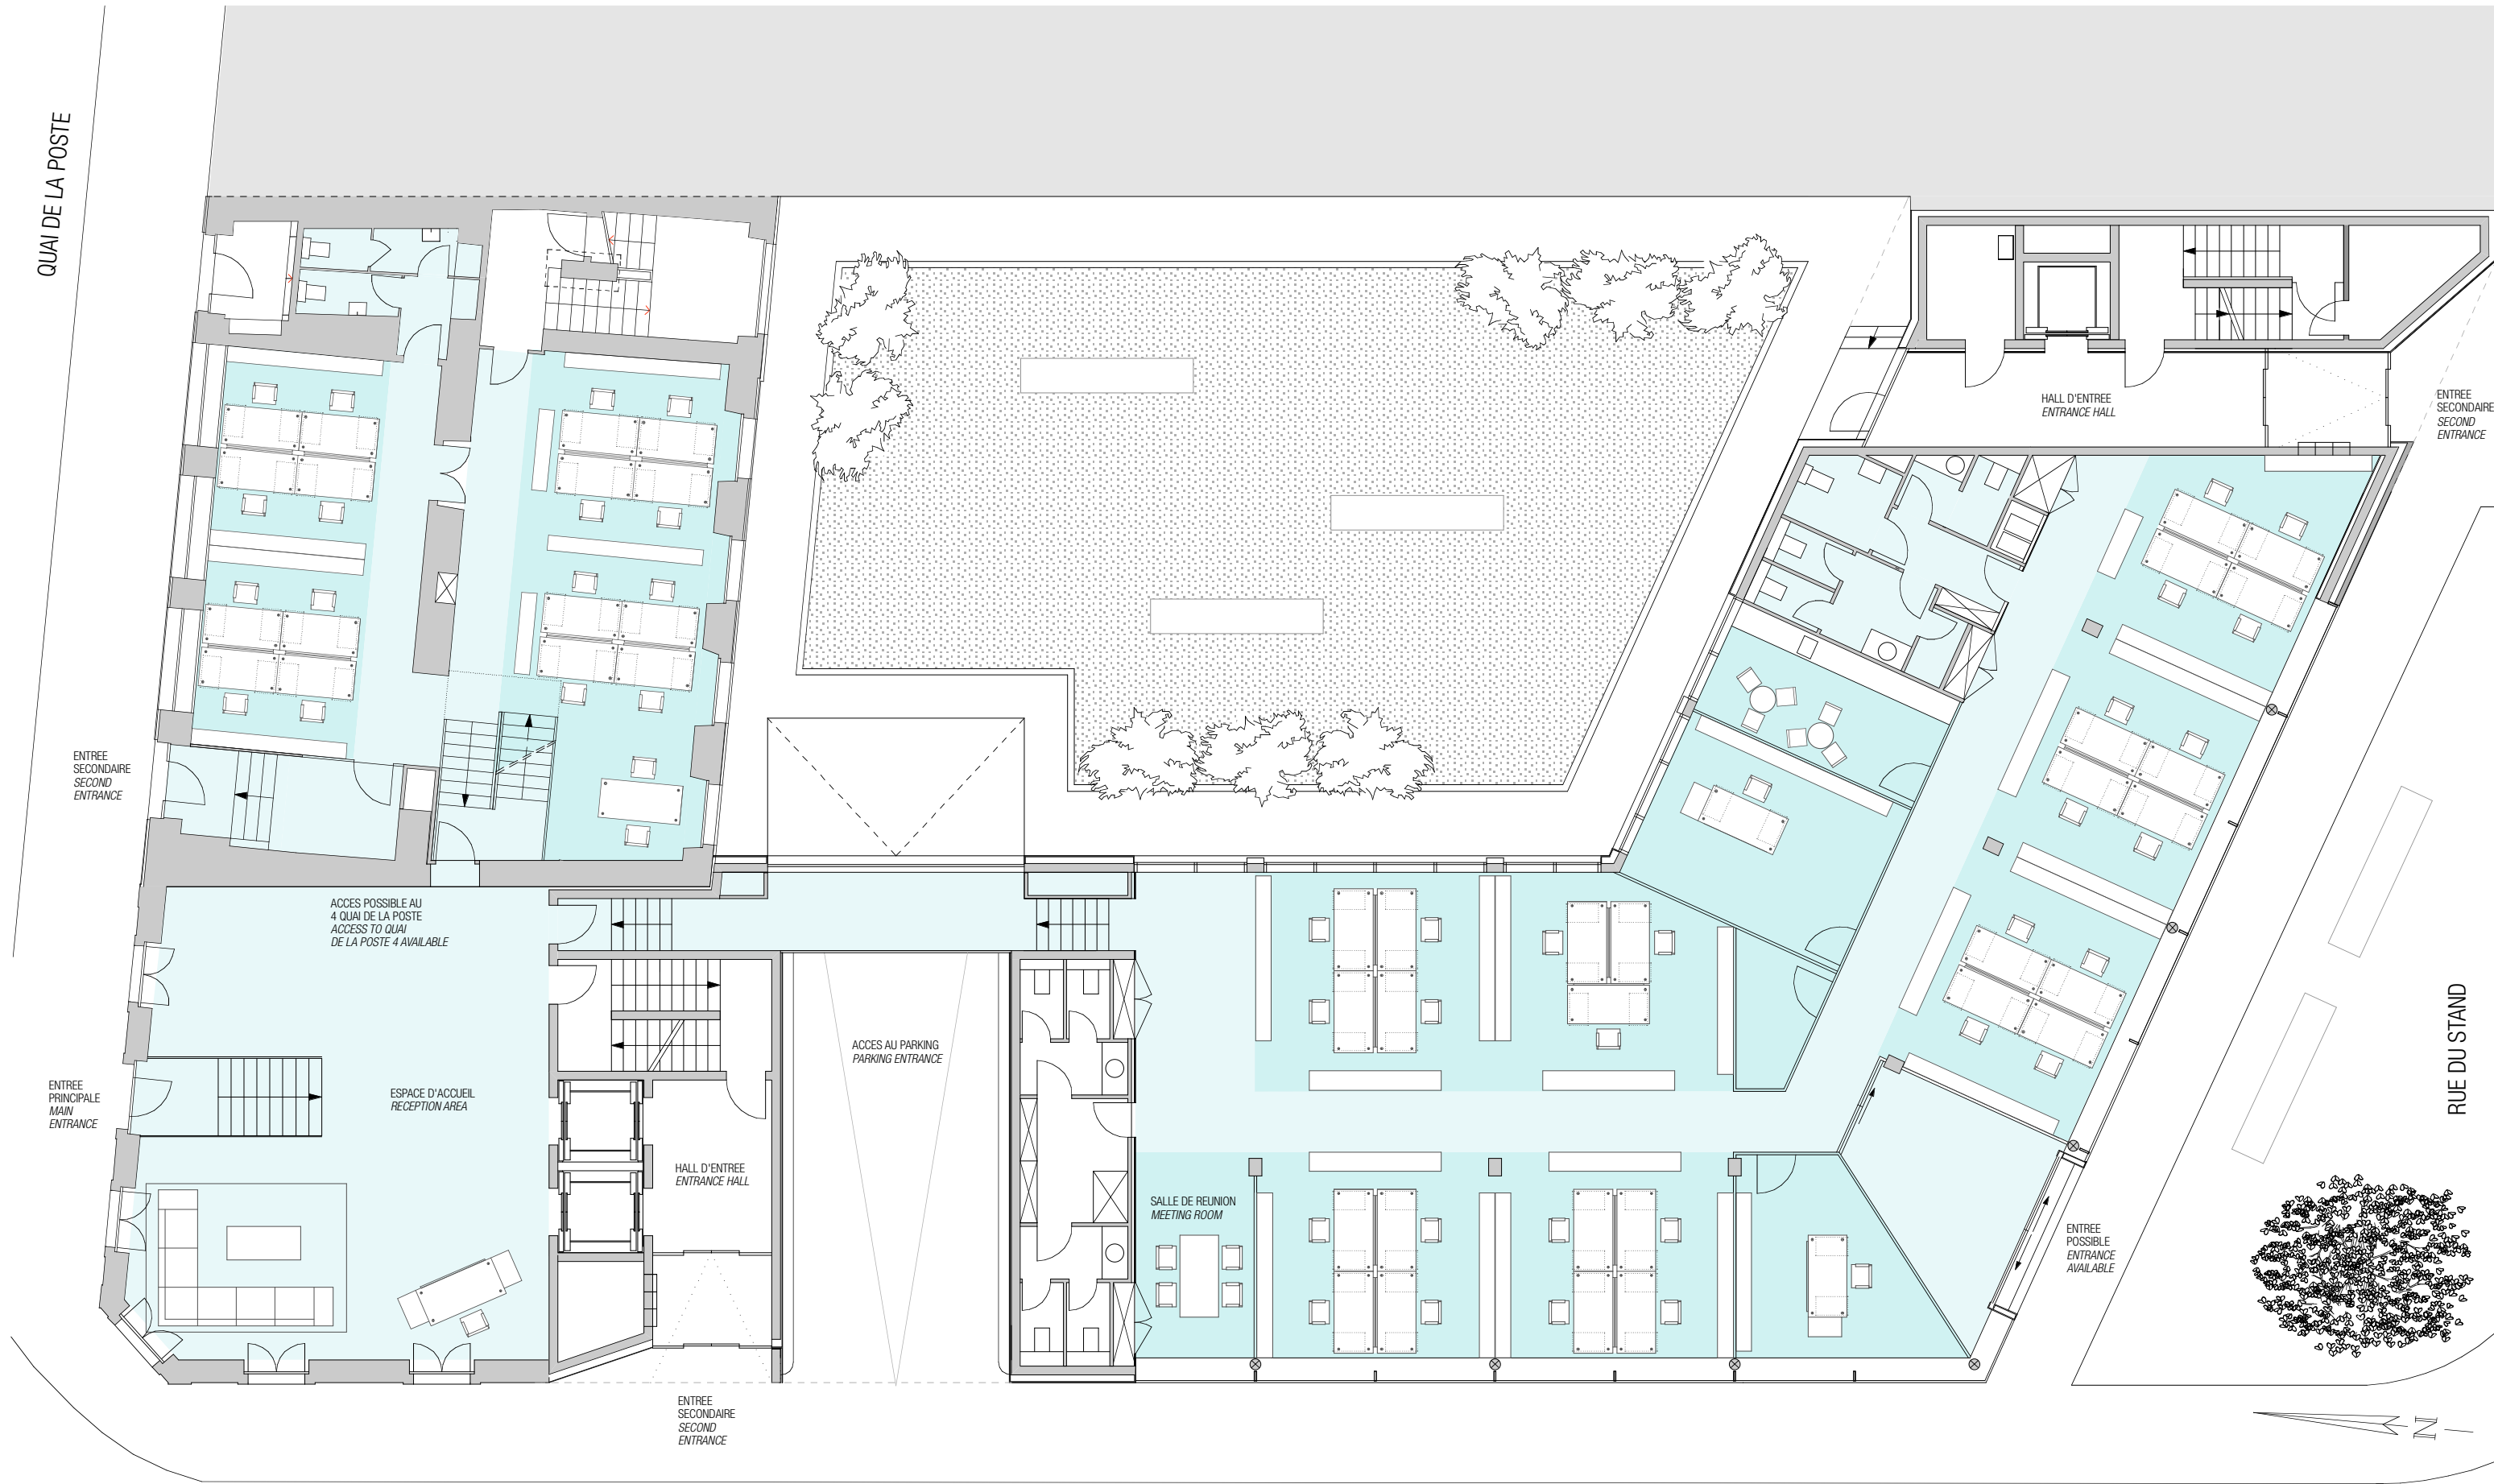 QUAI DE LA POSTE
HALL D'ENTREE
ENTRANCE HALL
ENTREE
SECONDAIRE
SECOND
ENTRANCE
ENTREE
SECONDAIRE
SECOND
ENTRANCE
ACCES POSSIBLE AU
4 QUAI DE LA POSTE
ACCESS TO QUAI
DE LA POSTE 4 AVAILABLE
ENTREE
PRINCIPALE
MAIN
ENTRANCE
ESPACE D'ACCUEIL
RECEPTION AREA
ACCES AU PARKING
PARKING ENTRANCE
RUE DU STAND
HALL D'ENTREE
ENTRANCE HALL
SALLE DE REUNION
MEETING ROOM
ENTREE
POSSIBLE
ENTRANCE
AVAILABLE
ENTREE
SECONDAIRE
SECOND
ENTRANCE
N